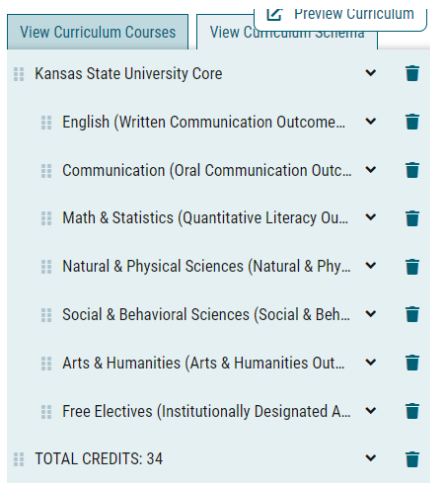 Preview Curriculum
View Curriculum Courses
View Curriculum Schema
Kansas State University Core
English (Written Communication Outcome...
Communication (Oral Communication Outc...
Math & Statistics (Quantitative Literacy Ou...
Natural & Physical Sciences (Natural & Phy...
Social & Behavioral Sciences (Social & Beh...
Arts & Humanities (Arts & Humanities Out...
Free Electives (Institutionally Designated A...
TOTAL CREDITS: 34